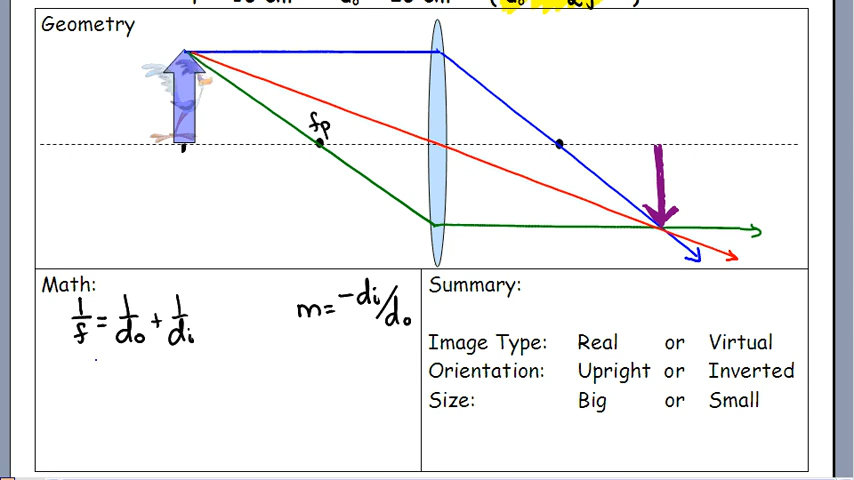 Geometry
fp
Math:
1/f = 1/do + 1/di
m = -di/do
Summary:
Image Type: Real or Virtual
Orientation: Upright or Inverted
Size: Big or Small